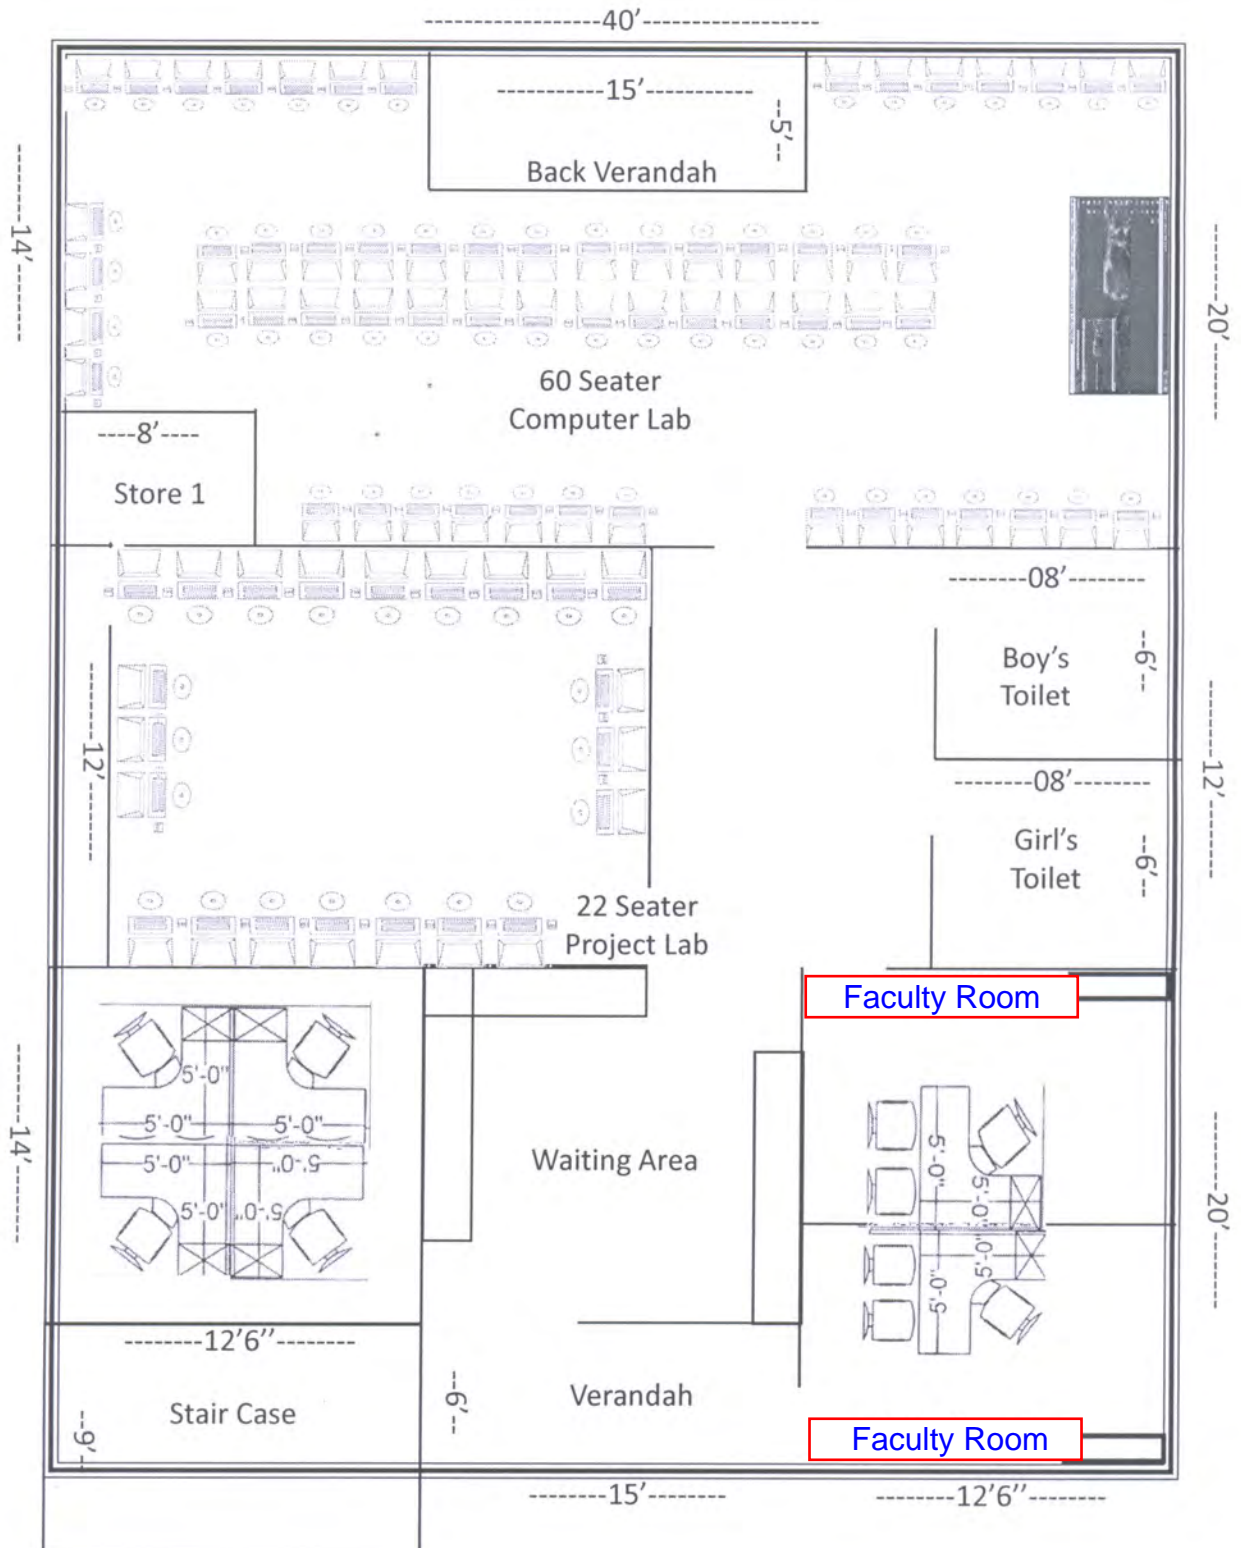 --------------------40’--------------------
-----------15’-----------
--5’--
Back Verandah
--------14’--------
--------20’--------
60 Seater
Computer Lab
----8’----
Store 1
--------08’--------
Boy’s
Toilet
--6’--
--------12’--------
--------12’--------
--------08’--------
Girl’s
Toilet
--6’--
22 Seater
Project Lab
Faculty Room
5'-0"
5'-0"
5'-0"
5'-0"
5'-0"
5'-0"
5'-0"
--------14’--------
Waiting Area
5'-0"
5'-0"
5'-0"
5'-0"
--------20’--------
--------12’6’’--------
Stair Case
--9’--
--6’--
Verandah
Faculty Room
--------15’--------
--------12’6’’--------